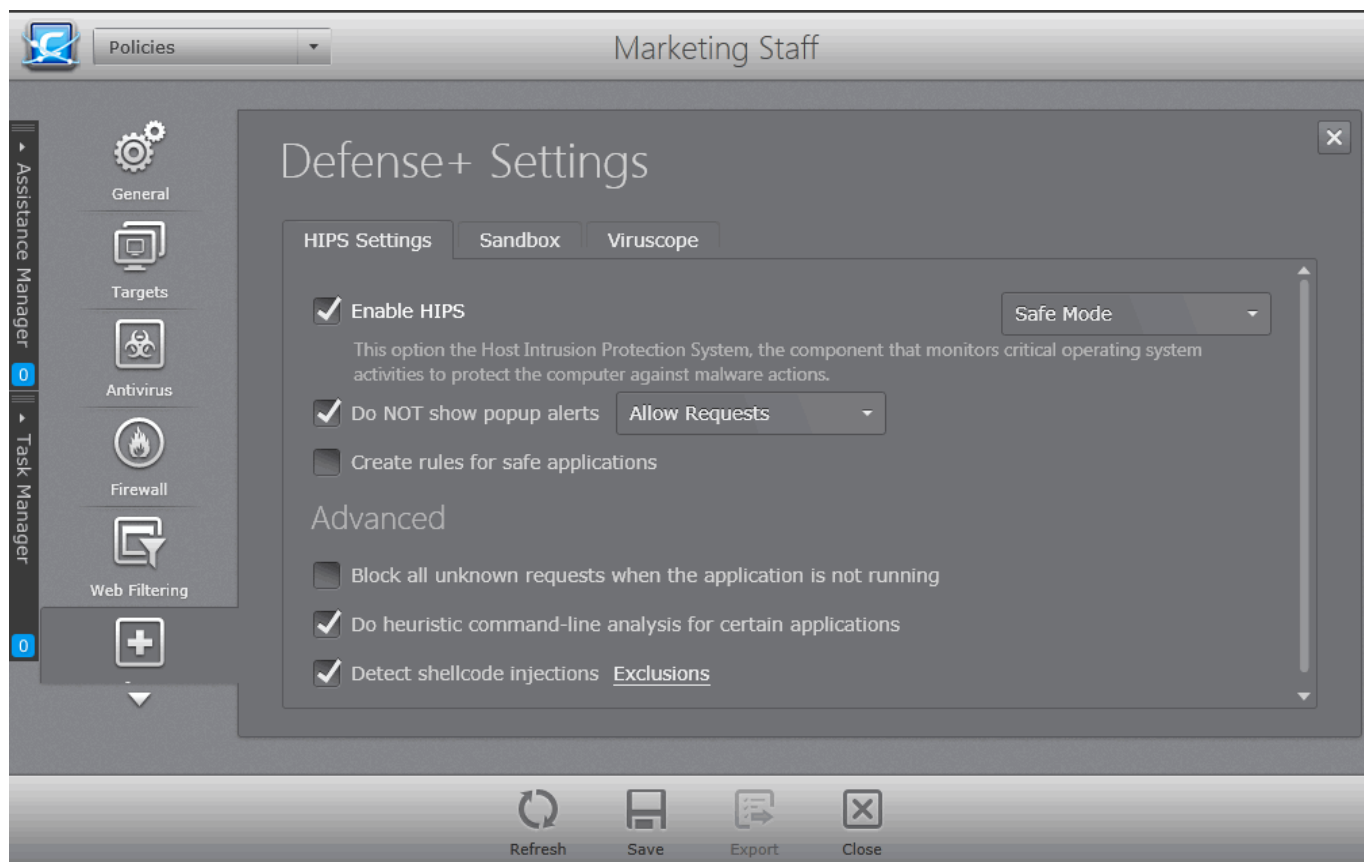 Policies
Marketing Staff
Assistance Manager
0
Task Manager
0
General
Targets
Antivirus
Firewall
Web Filtering
Defense+ Settings
HIPS Settings
Sandbox
Viruscope
Enable HIPS
Safe Mode
This option the Host Intrusion Protection System, the component that monitors critical operating system
activities to protect the computer against malware actions.
Do NOT show popup alerts
Allow Requests
Create rules for safe applications
Advanced
Block all unknown requests when the application is not running
Do heuristic command-line analysis for certain applications
Detect shellcode injections Exclusions
Refresh
Save
Export
Close